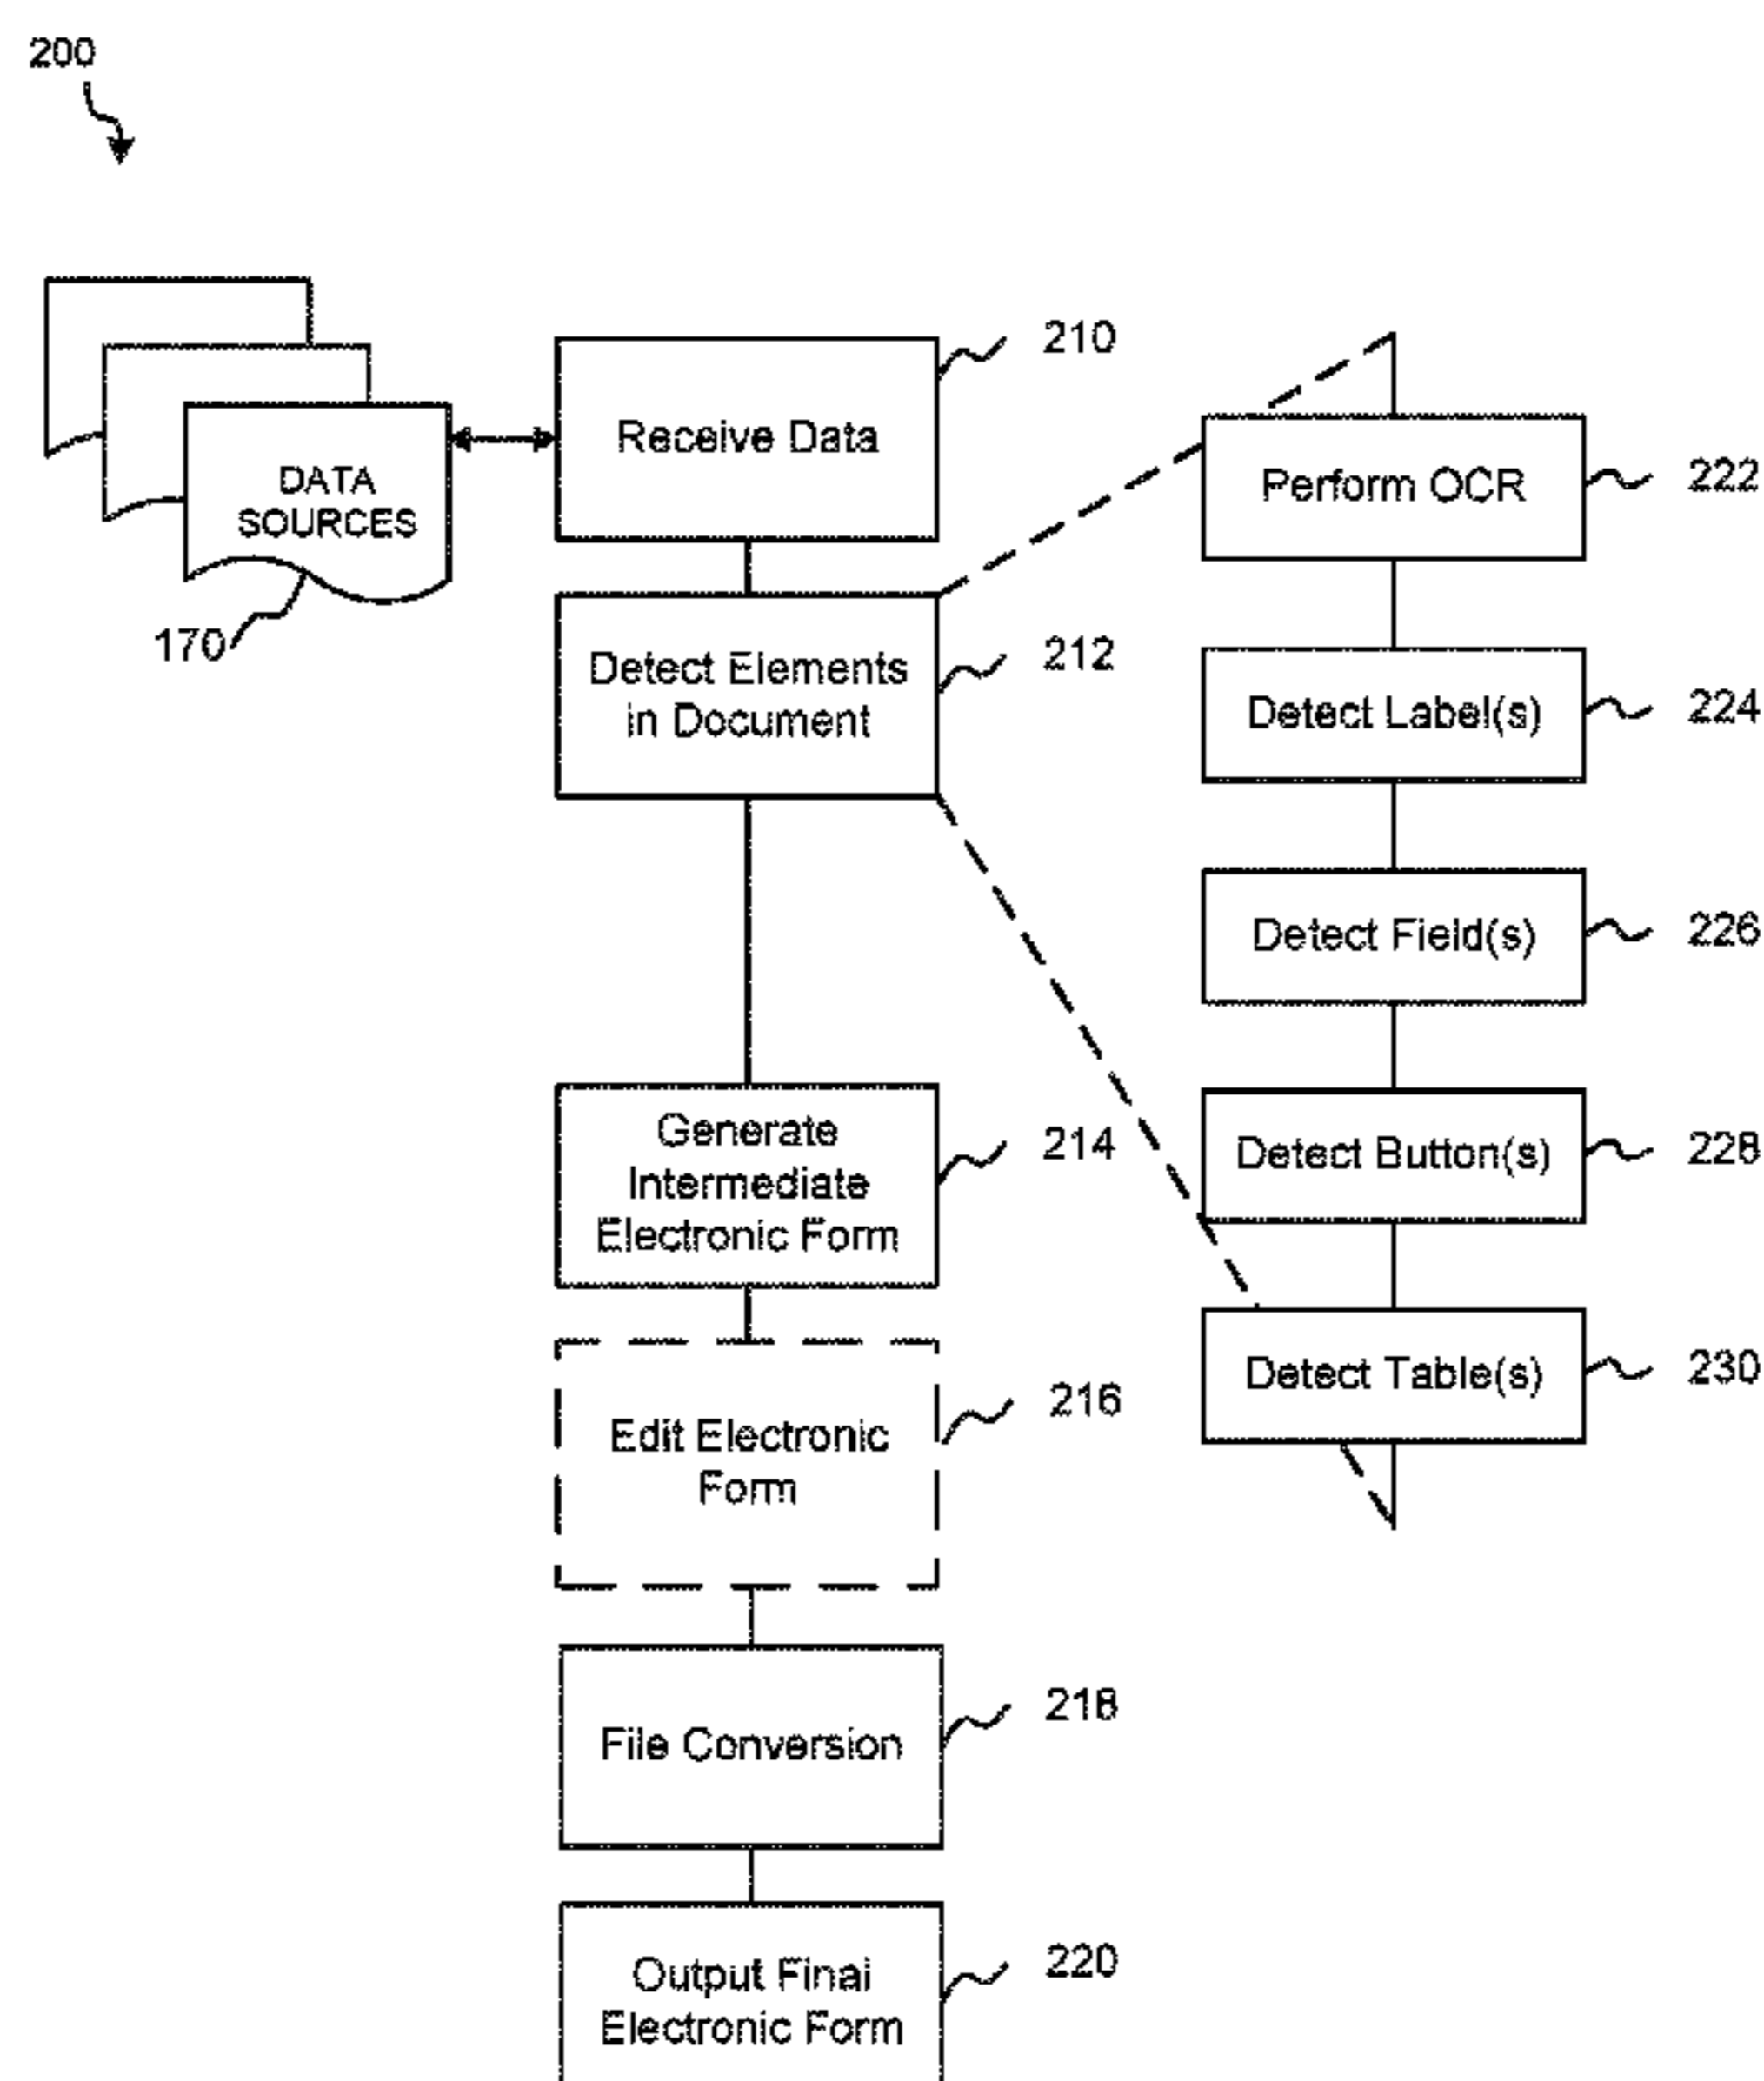 200
210
Receive Data
DATA
SOURCES
170
Perform OCR
222
Detect Elements
in Document
212
Detect Label(s)
224
Detect Field(s)
226
Generate
Intermediate
Electronic Form
214
Detect Button(s)
228
Edit Electronic
Form
216
Detect Table(s)
230
File Conversion
218
Output Final
Electronic Form
220